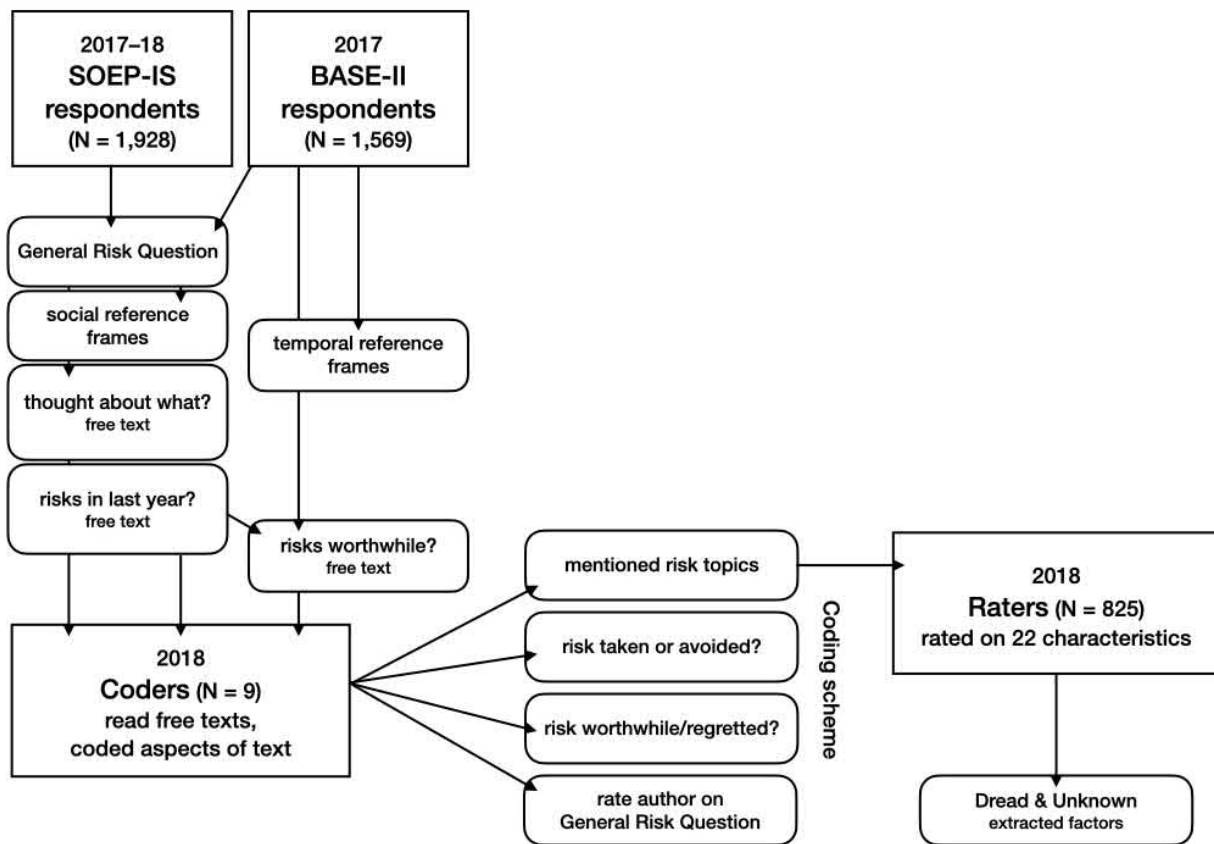 2017–18
SOEP-IS
respondents
(N = 1,928)
2017
BASE-II
respondents
(N = 1,569)
General Risk Question
social reference
frames
temporal reference
frames
thought about what?
free text
risks in last year?
free text
risks worthwhile?
free text
2018
Coders (N = 9)
read free texts,
coded aspects of text
mentioned risk topics
risk taken or avoided?
risk worthwhile/regretted?
rate author on
General Risk Question
Coding scheme
2018
Raters (N = 825)
rated on 22 characteristics
Dread & Unknown
extracted factors